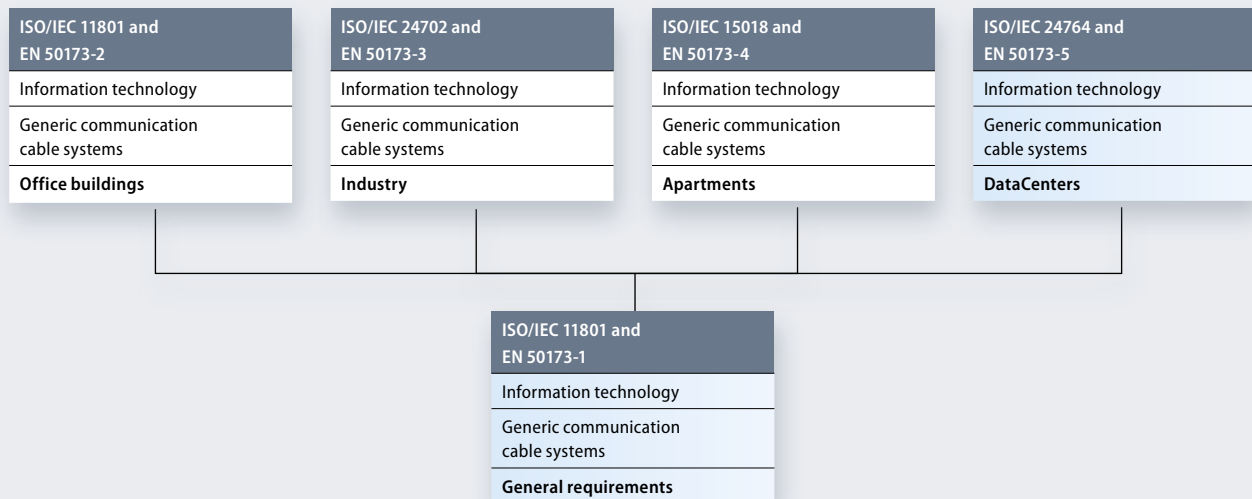 ISO/IEC 11801 and
EN 50173-2
Information technology
Generic communication
cable systems
Office buildings
ISO/IEC 24702 and
EN 50173-3
Information technology
Generic communication
cable systems
Industry
ISO/IEC 15018 and
EN 50173-4
Information technology
Generic communication
cable systems
Apartments
ISO/IEC 24764 and
EN 50173-5
Information technology
Generic communication
cable systems
DataCenters
ISO/IEC 11801 and
EN 50173-1
Information technology
Generic communication
cable systems
General requirements